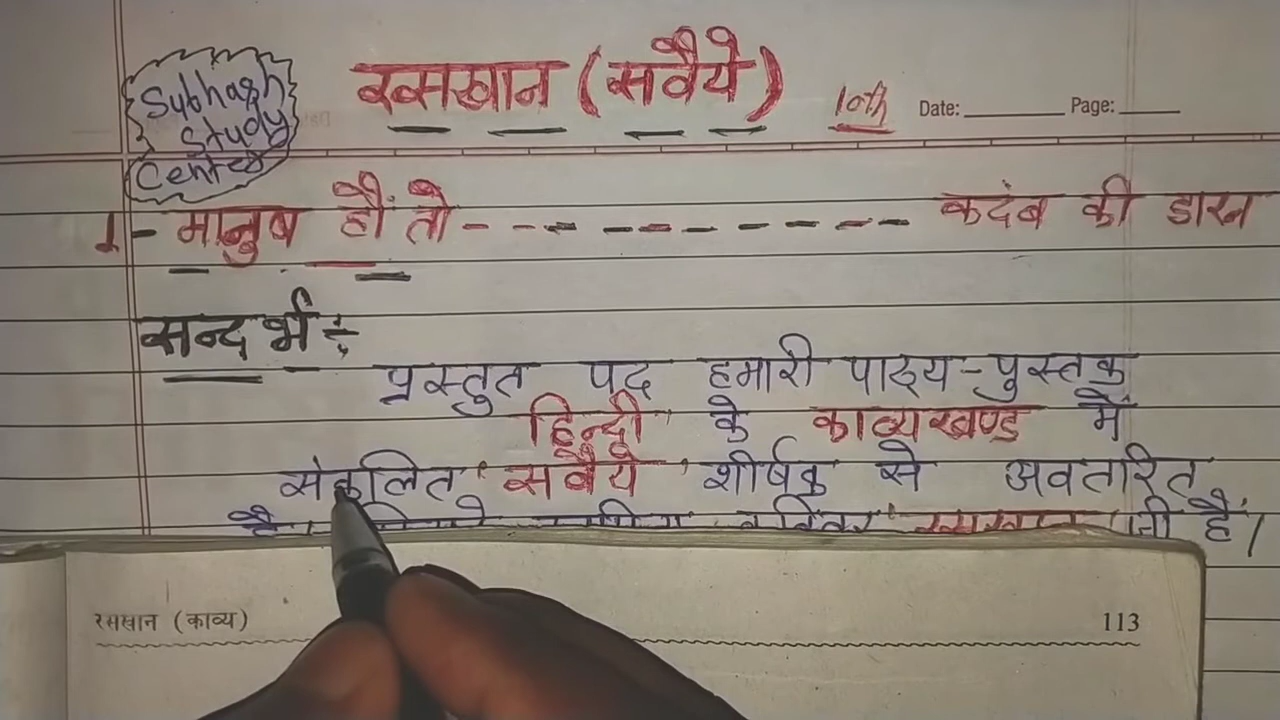 Subhash
Study
Center
रसखान (सवैये)
10th
Date: Page:
1- मानुष हौं तो - - - - - - - - - कदंब की डारन
सन्दर्भ :-
प्रस्तुत पद हमारी पाठ्य-पुस्तक
हिन्दी के काव्यखण्ड में
संकलित 'सवैये' शीर्षक से अवतरित
है। जी हैं।
रसखान (काव्य) 113